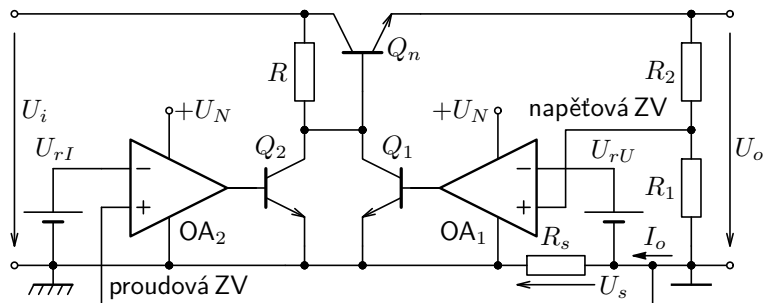 R
Q_n
R_2
U_i
+U_N
+U_N
napěťová ZV
U_rI
Q_2
Q_1
U_rU
U_o
−
+
−
+
R_1
OA_2
OA_1
R_s
I_o
proudová ZV
U_s